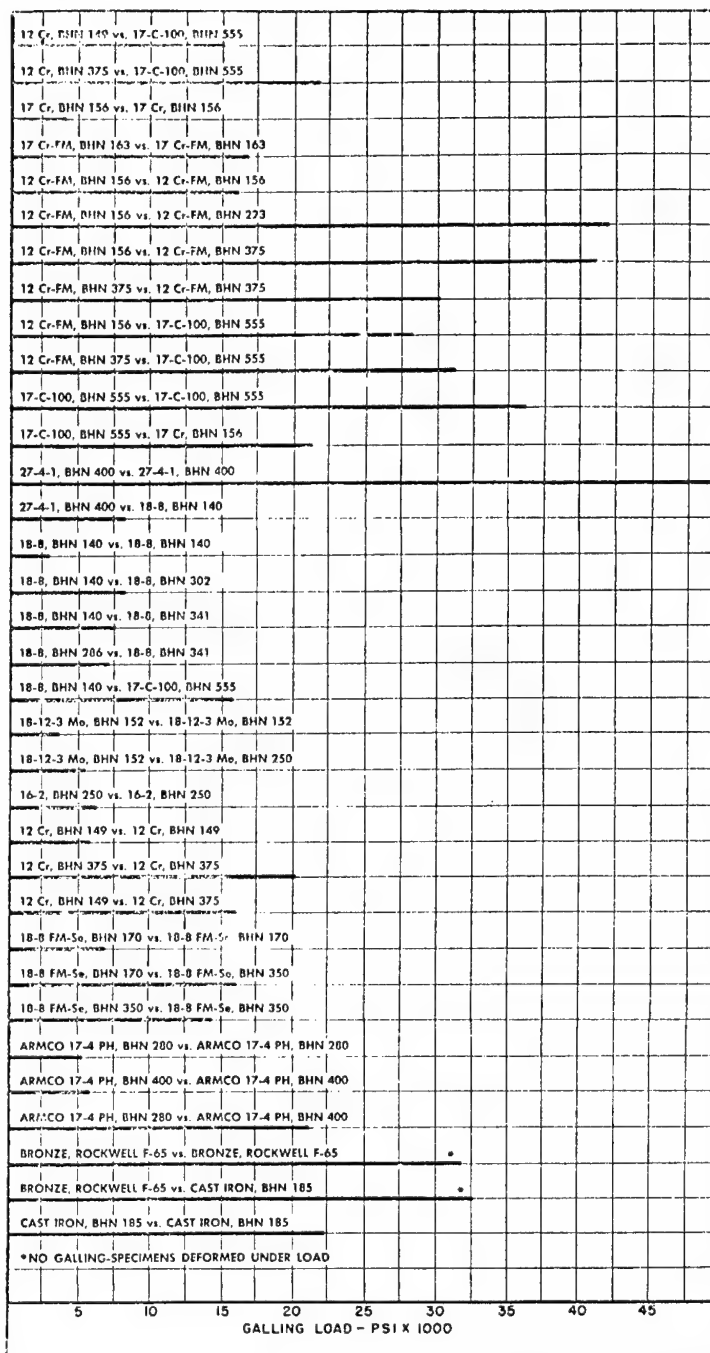 12 Cr, BHN 149 vs. 17-C-100, BHN 555
12 Cr, BHN 375 vs. 17-C-100, BHN 555
17 Cr, BHN 156 vs. 17 Cr, BHN 156
17 Cr-FM, BHN 163 vs. 17 Cr-FM, BHN 163
12 Cr-FM, BHN 156 vs. 12 Cr-FM, BHN 156
12 Cr-FM, BHN 156 vs. 12 Cr-FM, BHN 273
12 Cr-FM, BHN 156 vs. 12 Cr-FM, BHN 375
12 Cr-FM, BHN 375 vs. 12 Cr-FM, BHN 375
12 Cr-FM, BHN 156 vs. 17-C-100, BHN 555
12 Cr-FM, BHN 375 vs. 17-C-100, BHN 555
17-C-100, BHN 555 vs. 17-C-100, BHN 555
17-C-100, BHN 555 vs. 17 Cr, BHN 156
27-4-1, BHN 400 vs. 27-4-1, BHN 400
27-4-1, BHN 400 vs. 18-8, BHN 140
18-8, BHN 140 vs. 18-8, BHN 140
18-8, BHN 140 vs. 18-8, BHN 302
18-8, BHN 140 vs. 18-8, BHN 341
18-8, BHN 286 vs. 18-8, BHN 341
18-8, BHN 140 vs. 17-C-100, BHN 555
18-12-3 Mo, BHN 152 vs. 18-12-3 Mo, BHN 152
18-12-3 Mo, BHN 152 vs. 18-12-3 Mo, BHN 250
16-2, BHN 250 vs. 16-2, BHN 250
12 Cr, BHN 149 vs. 12 Cr, BHN 149
12 Cr, BHN 375 vs. 12 Cr, BHN 375
12 Cr, BHN 149 vs. 12 Cr, BHN 375
18-8 FM-Se, BHN 170 vs. 18-8 FM-Se BHN 170
18-8 FM-Se, BHN 170 vs. 18-8 FM-Se, BHN 350
18-8 FM-Se, BHN 350 vs. 18-8 FM-Se, BHN 350
ARMCO 17-4 PH, BHN 280 vs. ARMCO 17-4 PH, BHN 280
ARMCO 17-4 PH, BHN 400 vs. ARMCO 17-4 PH, BHN 400
ARMCO 17-4 PH, BHN 280 vs. ARMCO 17-4 PH, BHN 400
BRONZE, ROCKWELL F-65 vs. BRONZE, ROCKWELL F-65 *
BRONZE, ROCKWELL F-65 vs. CAST IRON, BHN 185 *
CAST IRON, BHN 185 vs. CAST IRON, BHN 185
*NO GALLING-SPECIMENS DEFORMED UNDER LOAD
5 10 15 20 25 30 35 40 45
GALLING LOAD - PSI X 1000